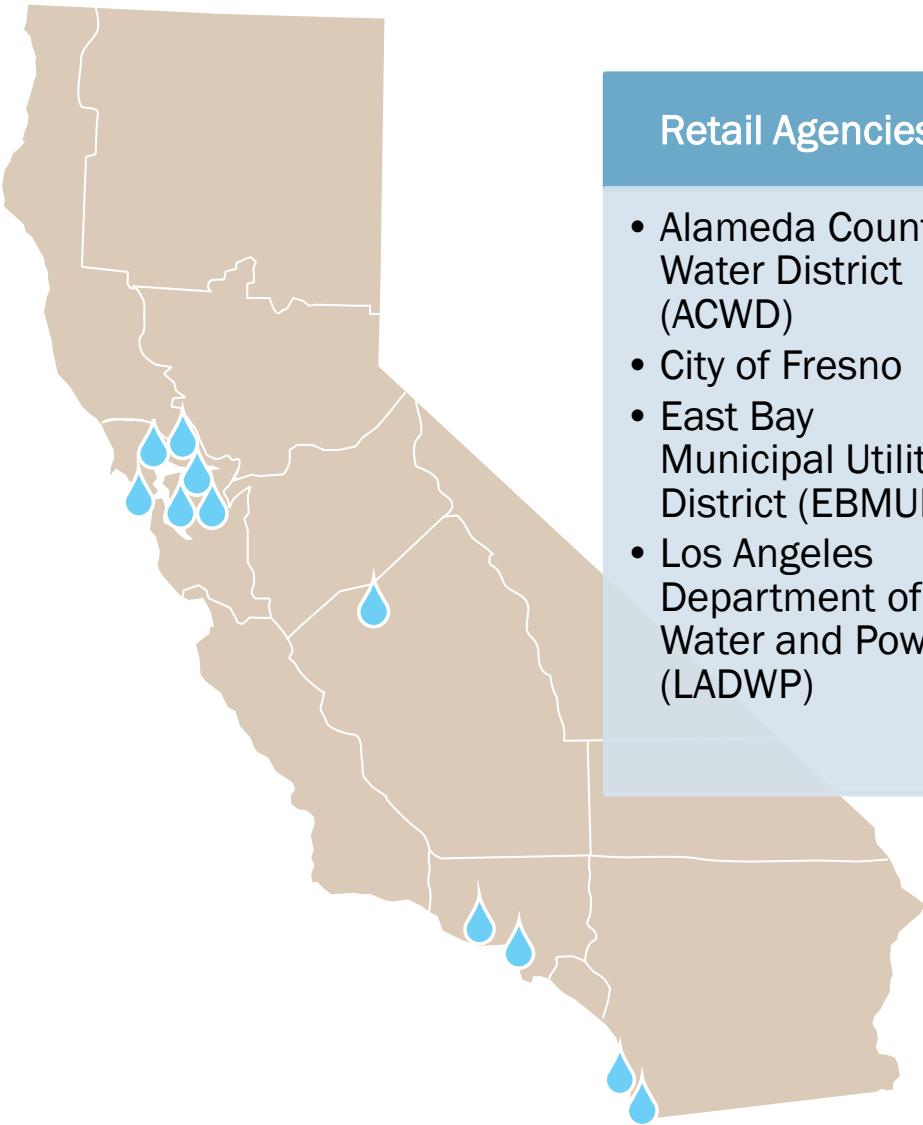 Retail Agencies
• Alameda Coun
Water District
(ACWD)
• City of Fresno
• East Bay
Municipal Utilit
District (EBMU
• Los Angeles
Department of
Water and Pow
(LADWP)